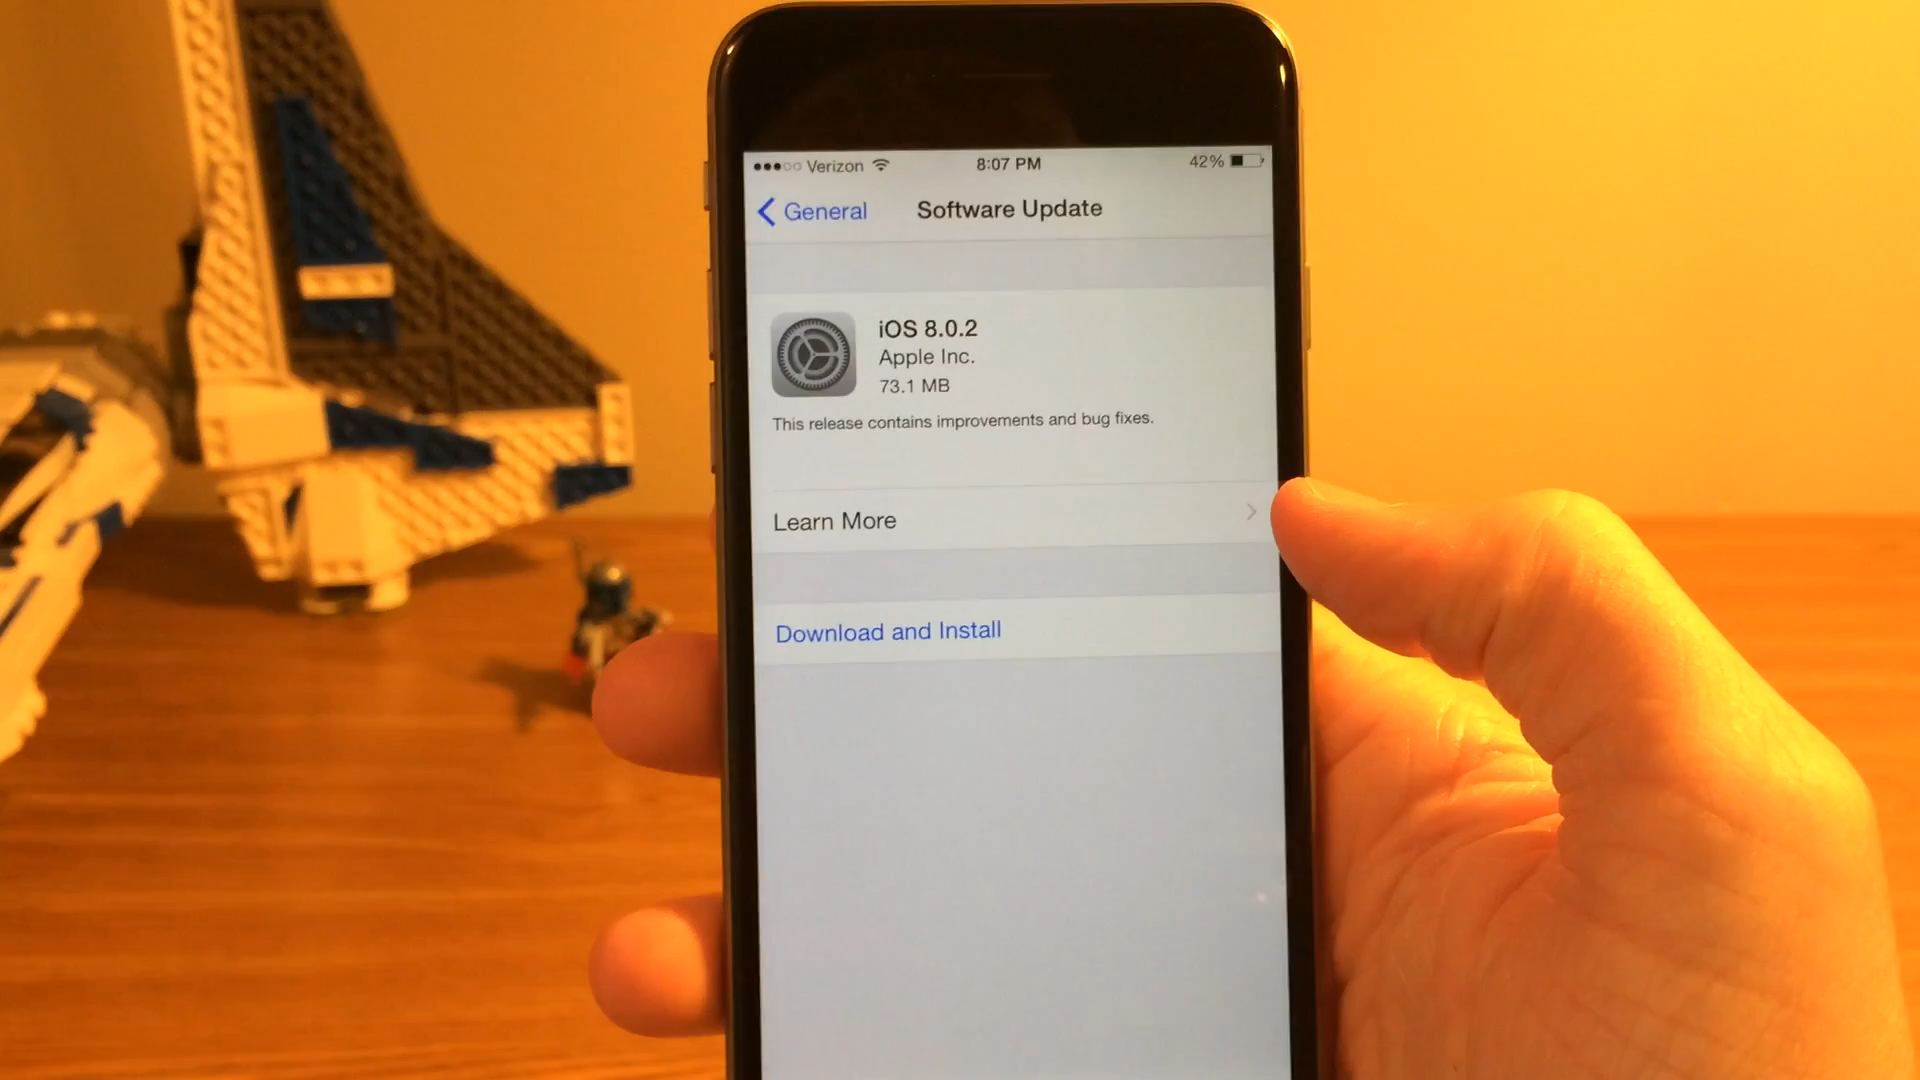 Verizon 8:07 PM 42%
General Software Update
iOS 8.0.2
Apple Inc.
73.1 MB
This release contains improvements and bug fixes.
Learn More
Download and Install